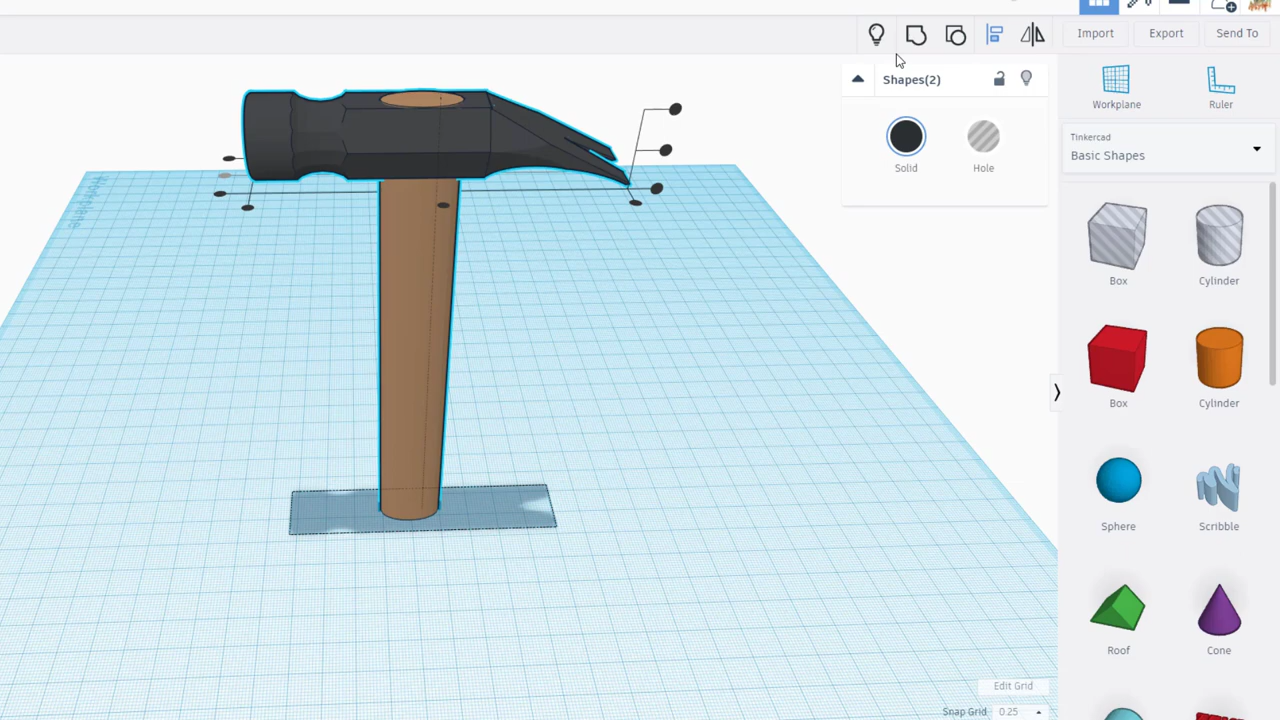 Import
Export
Send To
Shapes(2)
Solid
Hole
Workplane
Ruler
Tinkercad
Basic Shapes
Box
Cylinder
Box
Cylinder
Sphere
Scribble
Roof
Cone
Workplane
Edit Grid
Snap Grid
0.25